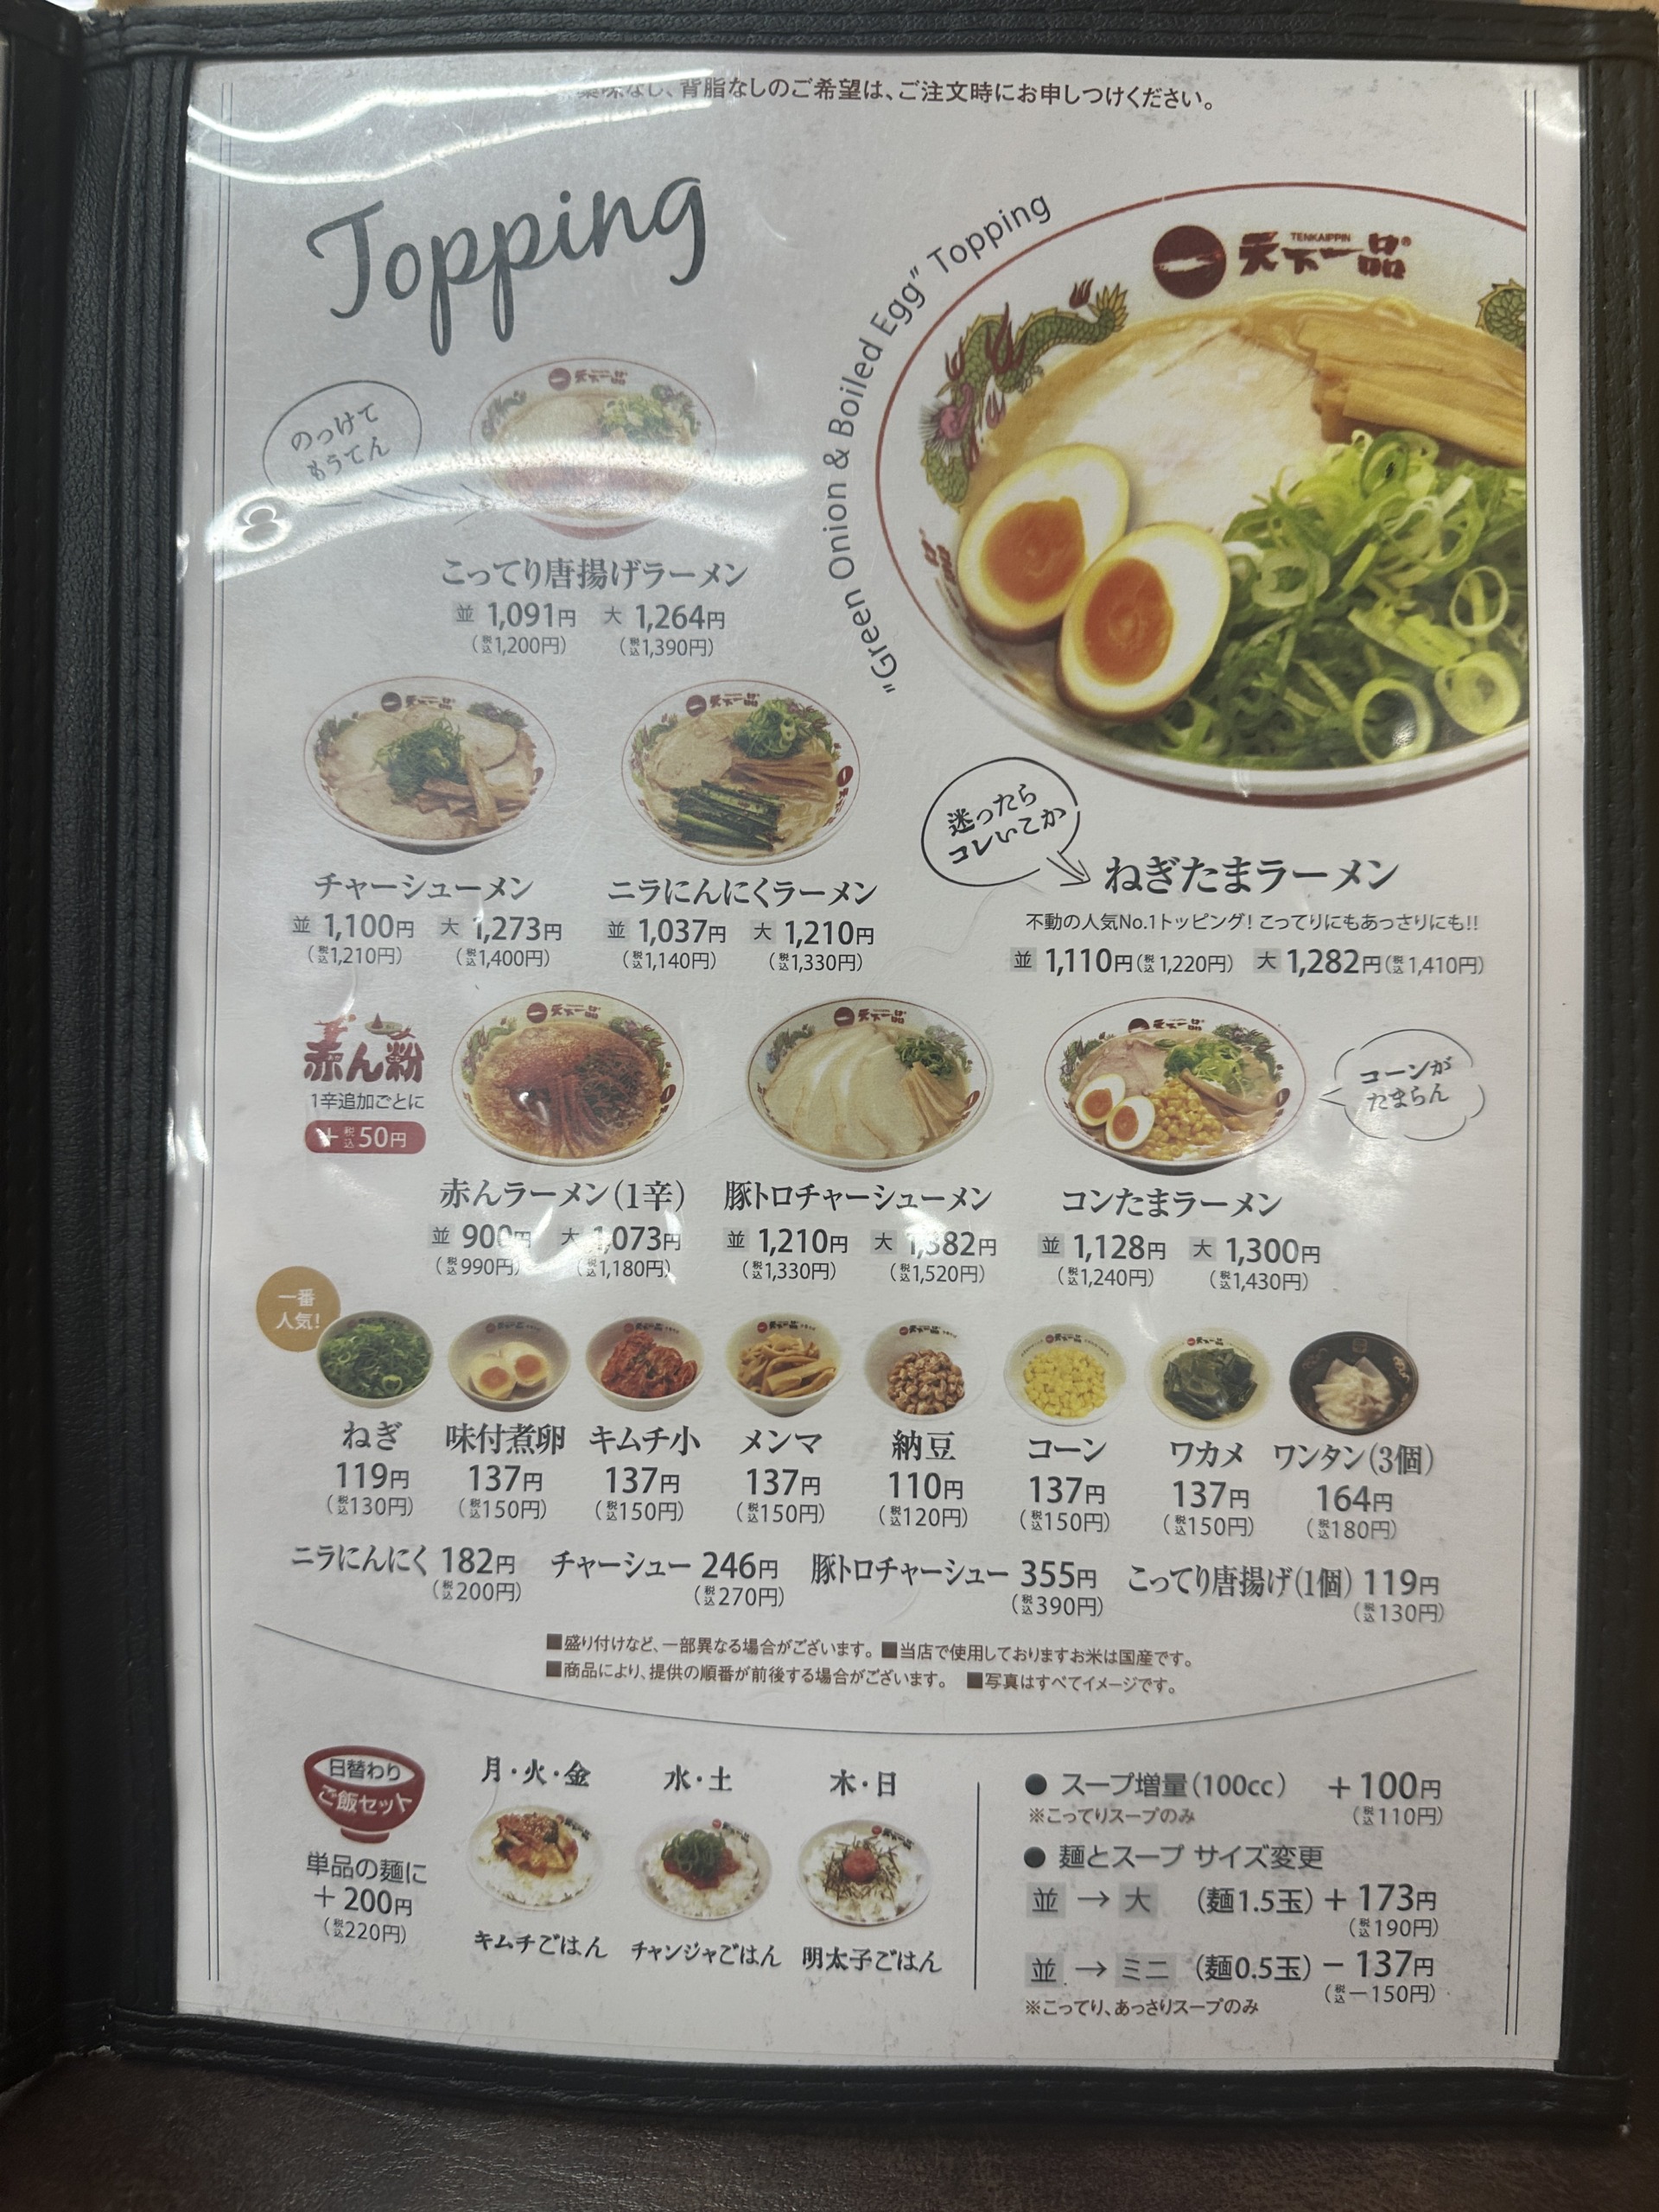 なし、背脂なしのご希望は、ご注文時にお申しつけください。
Topping
"Green Onion & Boiled Egg" Topping
TENKAIPPIN
天下一品®
のっけて
もうてん
こってり唐揚げラーメン
並 1,091円 大 1,264円
(税込1,200円) (税込1,390円)
チャーシューメン
並 1,100円 大 1,273円
(税込1,210円) (税込1,400円)
ニラにんにくラーメン
並 1,037円 大 1,210円
(税込1,140円) (税込1,330円)
迷ったら
コレいこか
ねぎたまラーメン
不動の人気No.1トッピング!こってりにもあっさりにも!!
並 1,110円(税込1,220円) 大 1,282円(税込1,410円)
赤ん粉
1辛追加ごとに
+税込50円
赤んラーメン(1辛)
並 900円 大 1,073円
(税込990円) (税込1,180円)
豚トロチャーシューメン
並 1,210円 大 1,382円
(税込1,330円) (税込1,520円)
コンたまラーメン
並 1,128円 大 1,300円
(税込1,240円) (税込1,430円)
コーンが
たまらん
一番
人気!
ねぎ
119円
(税込130円)
味付煮卵
137円
(税込150円)
キムチ小
137円
(税込150円)
メンマ
137円
(税込150円)
納豆
110円
(税込120円)
コーン
137円
(税込150円)
ワカメ
137円
(税込150円)
ワンタン(3個)
164円
(税込180円)
ニラにんにく 182円
(税込200円)
チャーシュー 246円
(税込270円)
豚トロチャーシュー 355円
(税込390円)
こってり唐揚げ(1個) 119円
(税込130円)
■盛り付けなど、一部異なる場合がございます。 ■当店で使用しておりますお米は国産です。
■商品により、提供の順番が前後する場合がございます。 ■写真はすべてイメージです。
日替わり
ご飯セット
単品の麺に
+200円
(税込220円)
月・火・金
キムチごはん
水・土
チャンジャごはん
木・日
明太子ごはん
● スープ増量(100cc) +100円
※こってりスープのみ (税込110円)
● 麺とスープ サイズ変更
並 → 大 (麺1.5玉)+173円
(税込190円)
並 → ミニ (麺0.5玉)−137円
(税込−150円)
※こってり、あっさりスープのみ